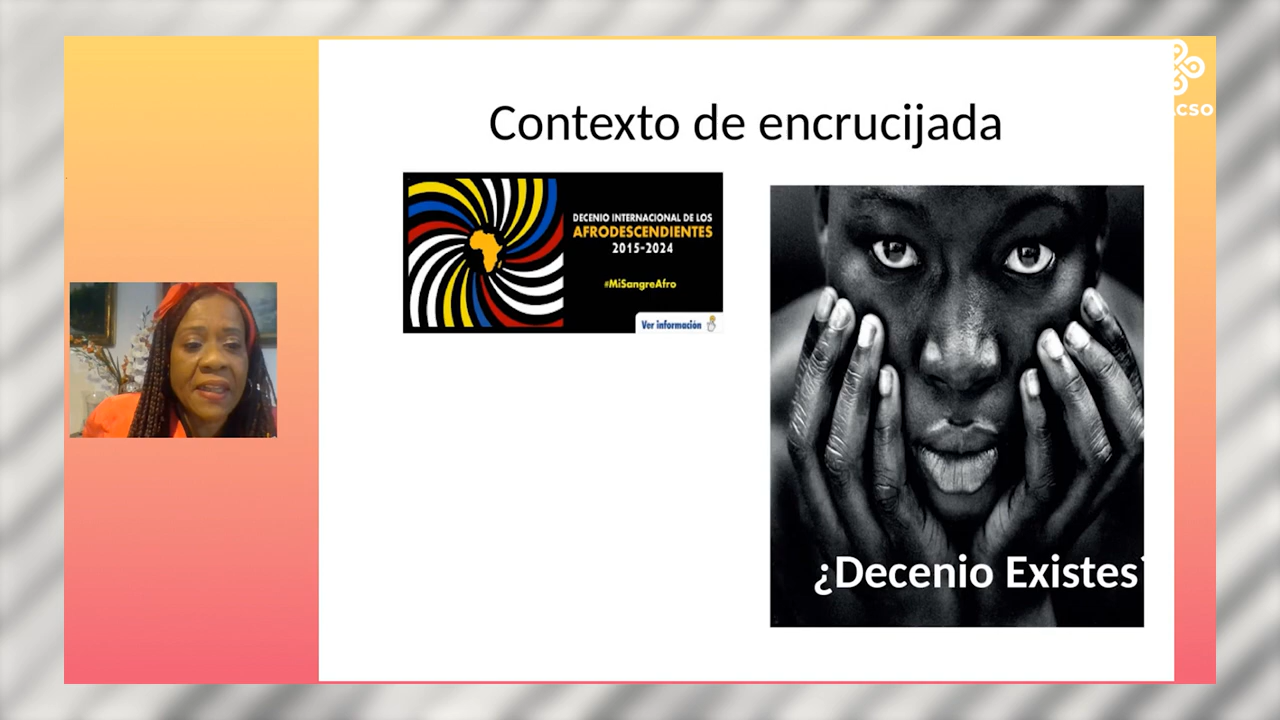 Contexto de encrucijada
DECENIO INTERNACIONAL DE LOS
AFRODESCENDIENTES
2015-2024
#MiSangreAfro
Ver información
¿Decenio Existes?
CSO